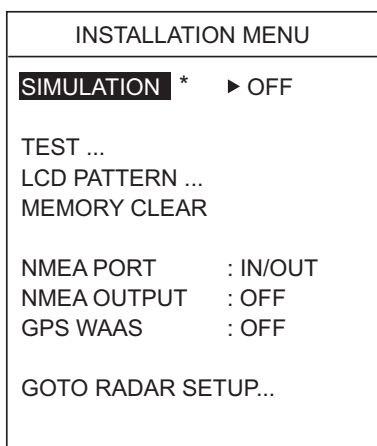 INSTALLATION MENU
SIMULATION * ▶ OFF
TEST ...
LCD PATTERN ...
MEMORY CLEAR
NMEA PORT : IN/OUT
NMEA OUTPUT : OFF
GPS WAAS : OFF
GOTO RADAR SETUP...